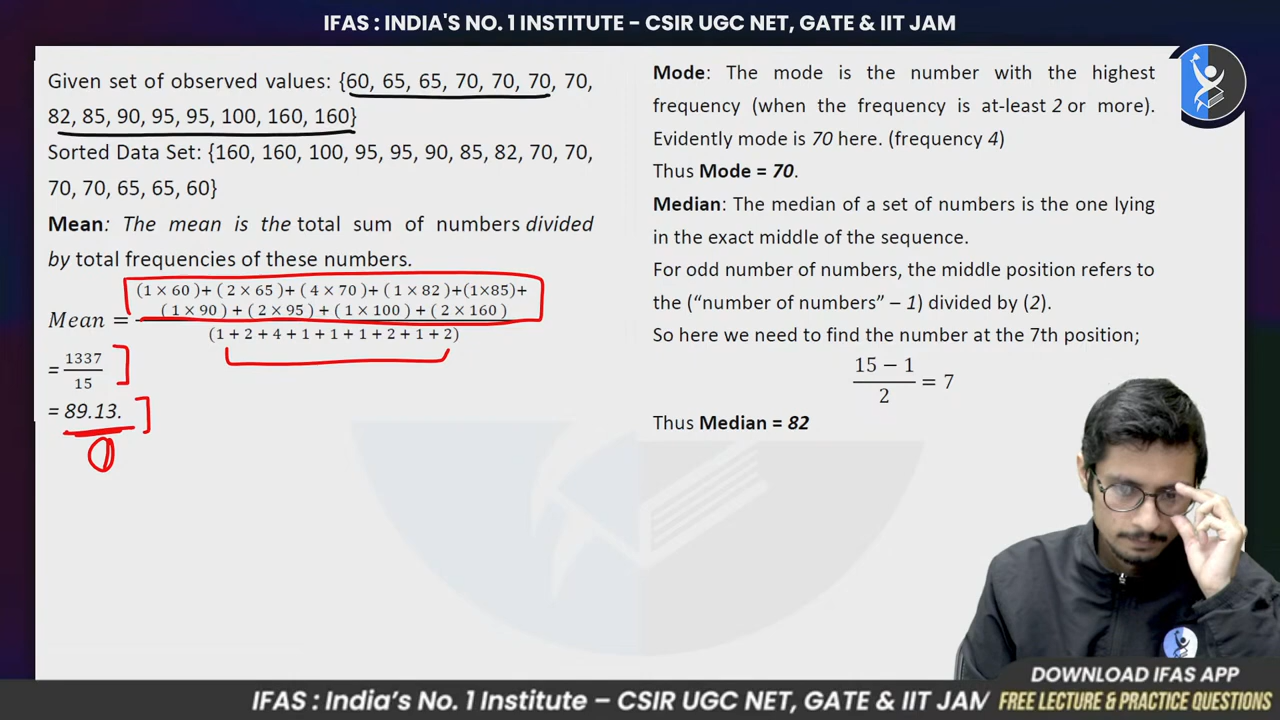 IFAS : INDIA'S NO. 1 INSTITUTE – CSIR UGC NET, GATE & IIT JAM
Given set of observed values: {60, 65, 65, 70, 70, 70, 70,
82, 85, 90, 95, 95, 100, 160, 160}
Sorted Data Set: {160, 160, 100, 95, 95, 90, 85, 82, 70, 70,
70, 70, 65, 65, 60}
Mean: The mean is the total sum of numbers divided
by total frequencies of these numbers.
(1 × 60 )+ ( 2 × 65)+ ( 4 × 70)+ ( 1 × 82)+(1×85)+
( 1 × 90) + ( 2 × 95) + ( 1 × 100) + ( 2 × 160)
Mean =
(1 + 2 + 4 + 1 + 1 + 1 + 2 + 1 + 2)
= 1337
15
= 89.13.
Mode: The mode is the number with the highest
frequency (when the frequency is at-least 2 or more).
Evidently mode is 70 here. (frequency 4)
Thus Mode = 70.
Median: The median of a set of numbers is the one lying
in the exact middle of the sequence.
For odd number of numbers, the middle position refers to
the (“number of numbers” – 1) divided by (2).
So here we need to find the number at the 7th position;
15 − 1
= 7
2
Thus Median = 82
DOWNLOAD IFAS APP
IFAS : India’s No. 1 Institute – CSIR UGC NET, GATE & IIT JAM
FREE LECTURE & PRACTICE QUESTIONS